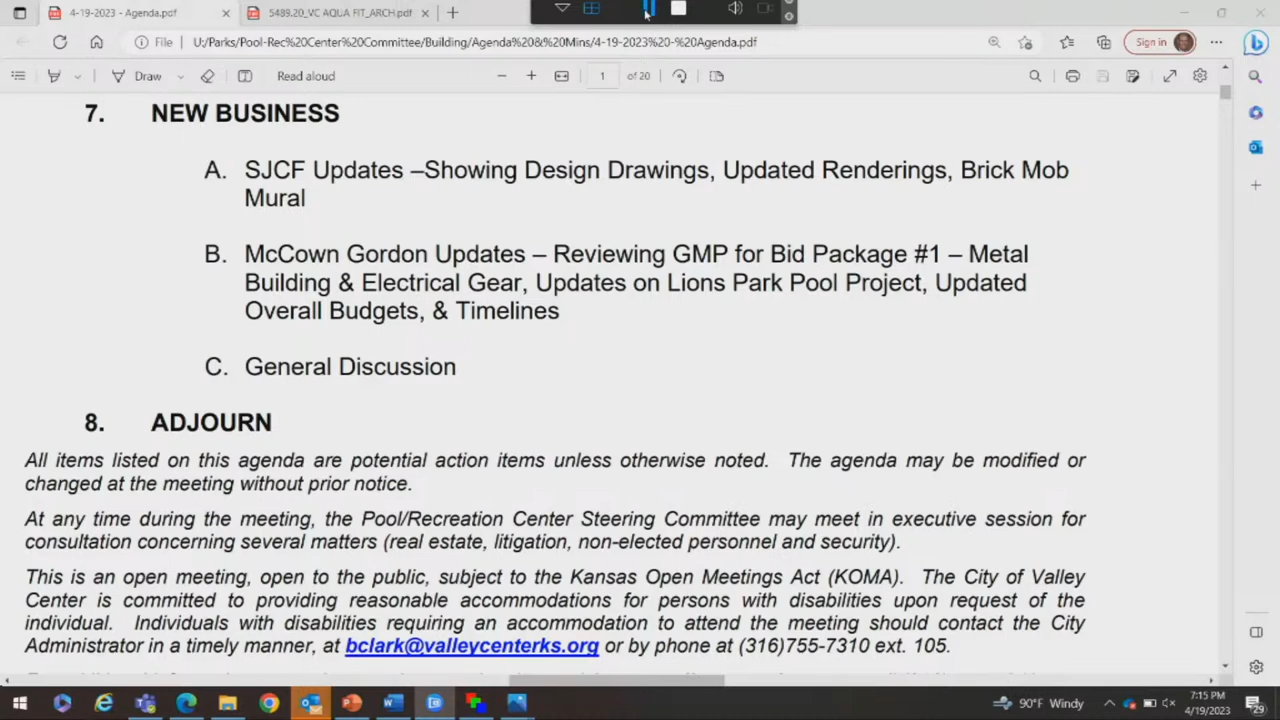 4-19-2023 - Agenda.pdf
5489.20_VC AQUA FIT_ARCH.pdf
File
U:/Parks/Pool-Rec%20Center%20Committee/Building/Agenda%20&%20Mins/4-19-2023%20-%20Agenda.pdf
Sign in
Draw
Read aloud
1
of 20
7. NEW BUSINESS
A. SJCF Updates –Showing Design Drawings, Updated Renderings, Brick Mob
Mural
B. McCown Gordon Updates – Reviewing GMP for Bid Package #1 – Metal
Building & Electrical Gear, Updates on Lions Park Pool Project, Updated
Overall Budgets, & Timelines
C. General Discussion
8. ADJOURN
All items listed on this agenda are potential action items unless otherwise noted. The agenda may be modified or
changed at the meeting without prior notice.
At any time during the meeting, the Pool/Recreation Center Steering Committee may meet in executive session for
consultation concerning several matters (real estate, litigation, non-elected personnel and security).
This is an open meeting, open to the public, subject to the Kansas Open Meetings Act (KOMA). The City of Valley
Center is committed to providing reasonable accommodations for persons with disabilities upon request of the
individual. Individuals with disabilities requiring an accommodation to attend the meeting should contact the City
Administrator in a timely manner, at bclark@valleycenterks.org or by phone at (316)755-7310 ext. 105.
90°F Windy
7:15 PM
4/19/2023
29